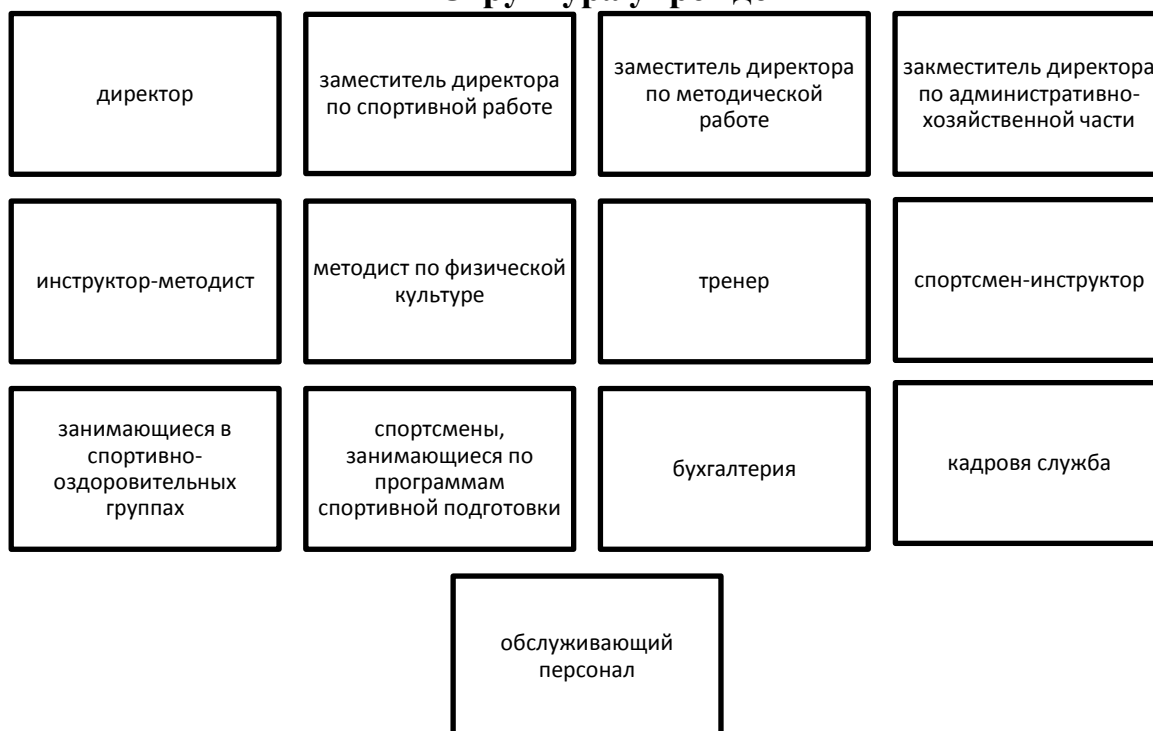 директор
заместитель директора
по спортивной работе
заместитель директора
по методической
работе
закместитель директора
по административно-
хозяйственной части
инструктор-методист
методист по физической
культуре
тренер
спортсмен-инструктор
занимающиеся в
спортивно-
оздоровительных
группах
спортсмены,
занимающиеся по
программам
спортивной подготовки
бухгалтерия
кадровя служба
обслуживающий
персонал